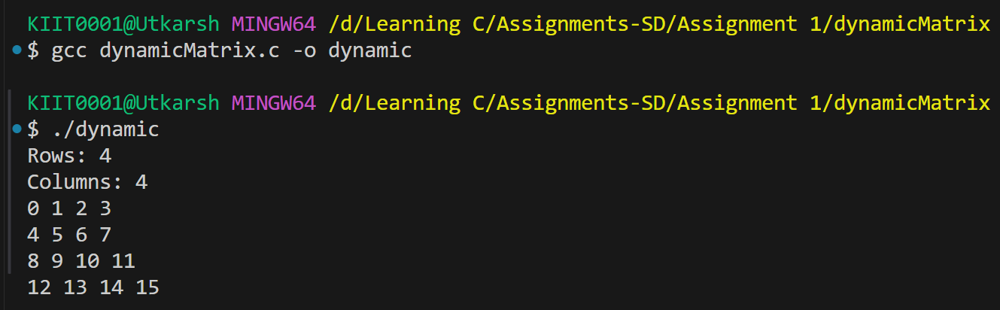 KIIT0001@Utkarsh MINGW64 /d/Learning C/Assignments-SD/Assignment 1/dynamicMatrix
$ gcc dynamicMatrix.c -o dynamic
KIIT0001@Utkarsh MINGW64 /d/Learning C/Assignments-SD/Assignment 1/dynamicMatrix
$ ./dynamic
Rows: 4
Columns: 4
0 1 2 3
4 5 6 7
8 9 10 11
12 13 14 15